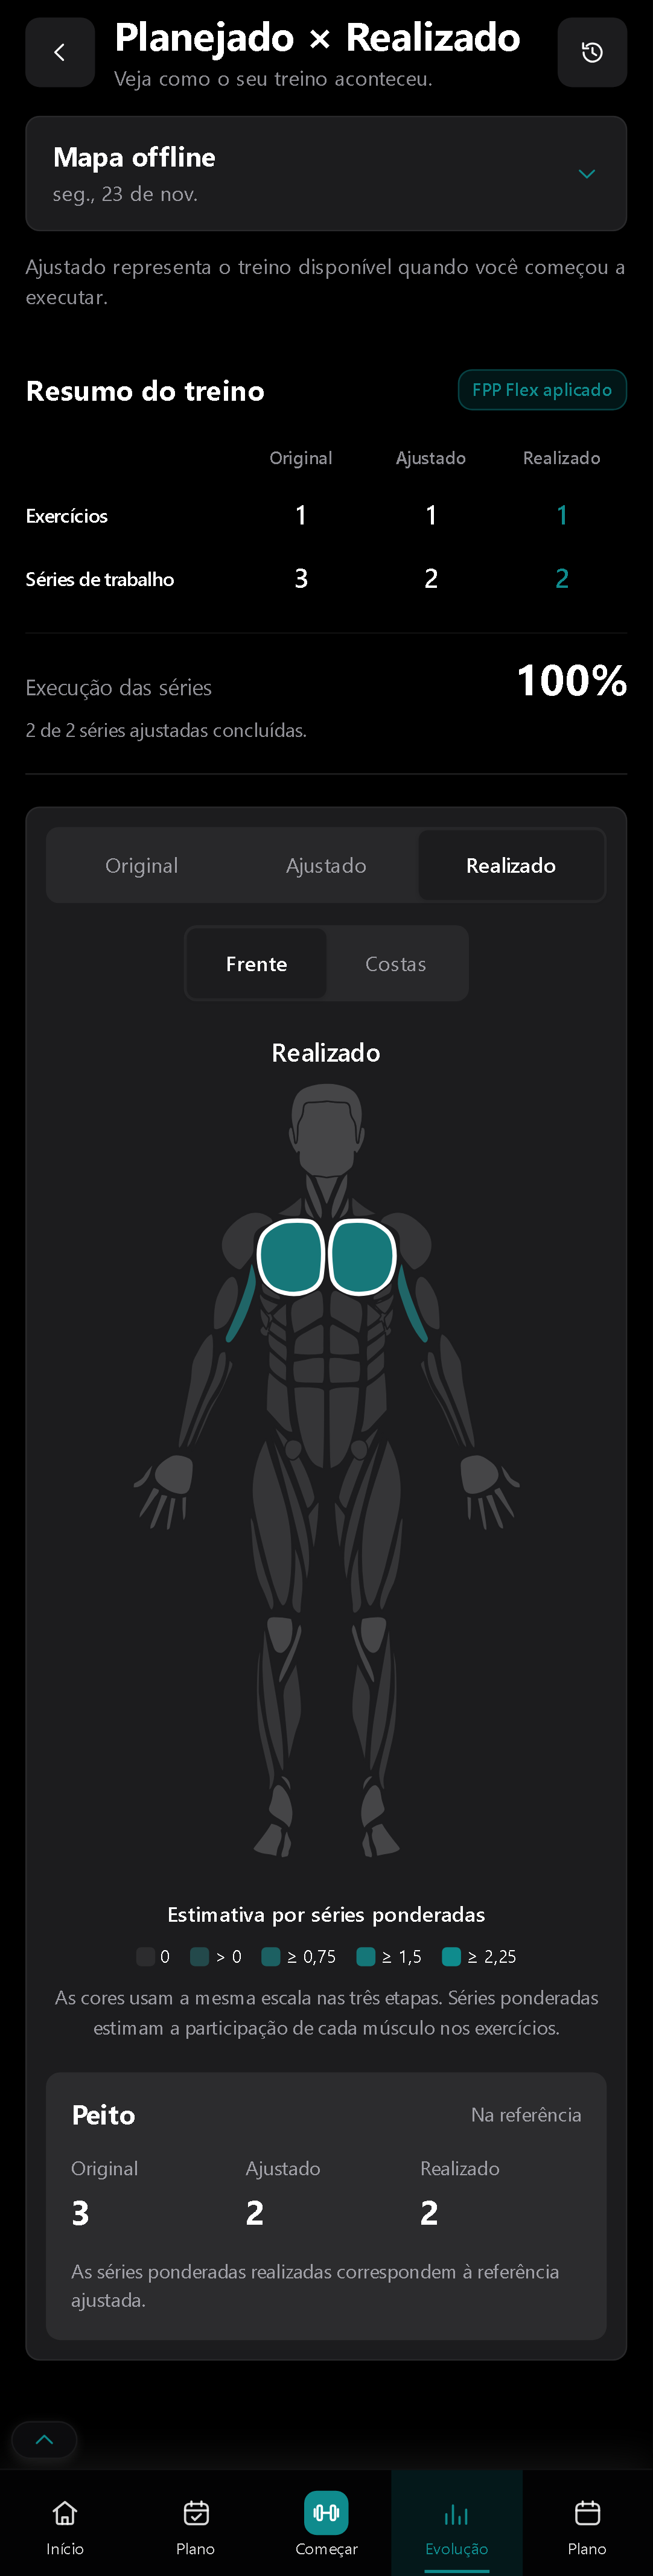 Planejado × Realizado
Veja como o seu treino aconteceu.
Mapa offline
seg., 23 de nov.
Ajustado representa o treino disponível quando você começou a
executar.
Resumo do treino
FPP Flex aplicado
Original Ajustado Realizado
Exercícios 1 1 1
Séries de trabalho 3 2 2
Execução das séries 100%
2 de 2 séries ajustadas concluídas.
Original Ajustado Realizado
Frente Costas
Realizado
Estimativa por séries ponderadas
0 > 0 ≥ 0,75 ≥ 1,5 ≥ 2,25
As cores usam a mesma escala nas três etapas. Séries ponderadas
estimam a participação de cada músculo nos exercícios.
Peito Na referência
Original Ajustado Realizado
3 2 2
As séries ponderadas realizadas correspondem à referência
ajustada.
Início Plano Começar Evolução Plano